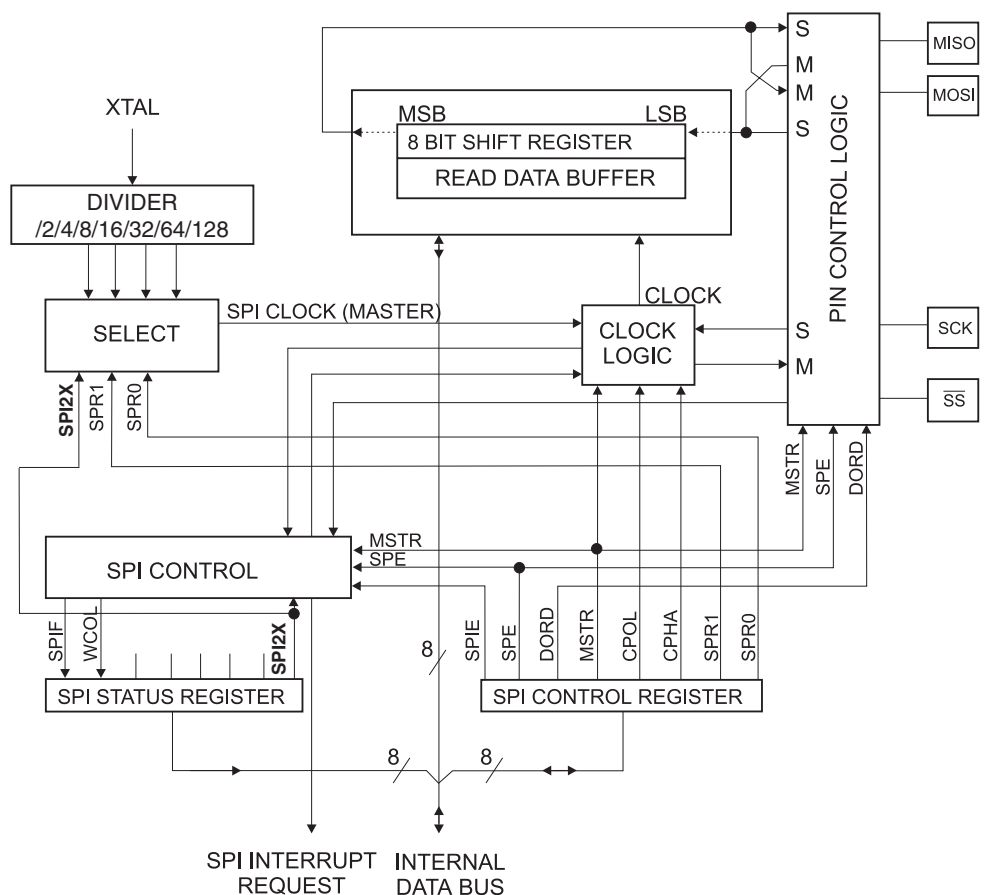 XTAL
DIVIDER
/2/4/8/16/32/64/128
SELECT
SPI2X
SPR1
SPR0
SPI CLOCK (MASTER)
MSB
LSB
8 BIT SHIFT REGISTER
READ DATA BUFFER
CLOCK
CLOCK
LOGIC
S
M
M
S
S
M
PIN CONTROL LOGIC
MISO
MOSI
SCK
SS
MSTR
SPE
DORD
SPI CONTROL
MSTR
SPE
SPIF
WCOL
SPI2X
SPI STATUS REGISTER
8
SPIE
SPE
DORD
MSTR
CPOL
CPHA
SPR1
SPR0
SPI CONTROL REGISTER
8
8
SPI INTERRUPT
REQUEST
INTERNAL
DATA BUS